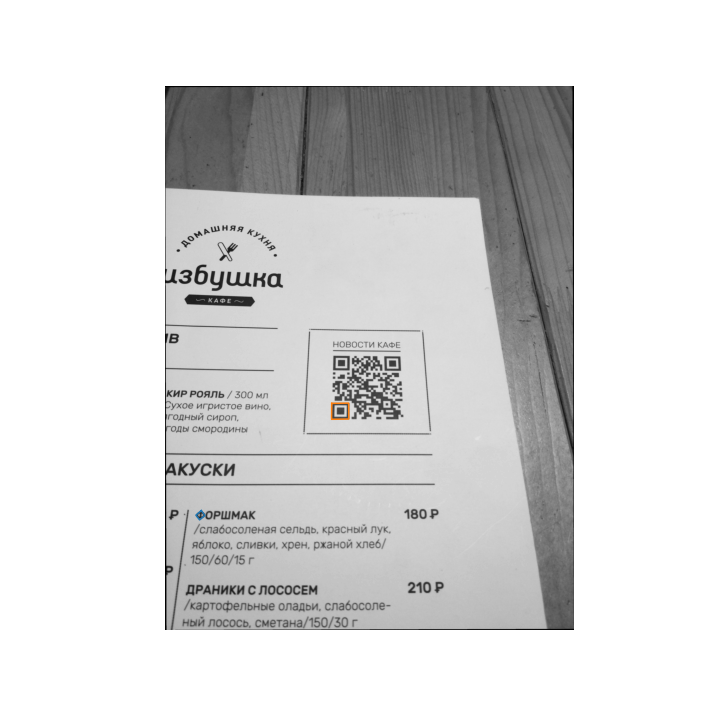 • ДОМАШНЯЯ КУХНЯ •
избушка
КАФЕ
НОВОСТИ КАФЕ
КИР РОЯЛЬ / 300 мл
Сухое игристое вино,
ягодный сироп,
ягоды смородины
АКУСКИ
₽
ФОРШМАК 180 ₽
/слабосоленая сельдь, красный лук,
яблоко, сливки, хрен, ржаной хлеб/
150/60/15 г
₽
ДРАНИКИ С ЛОСОСЕМ 210 ₽
/картофельные оладьи, слабосоле-
ный лосось, сметана/150/30 г